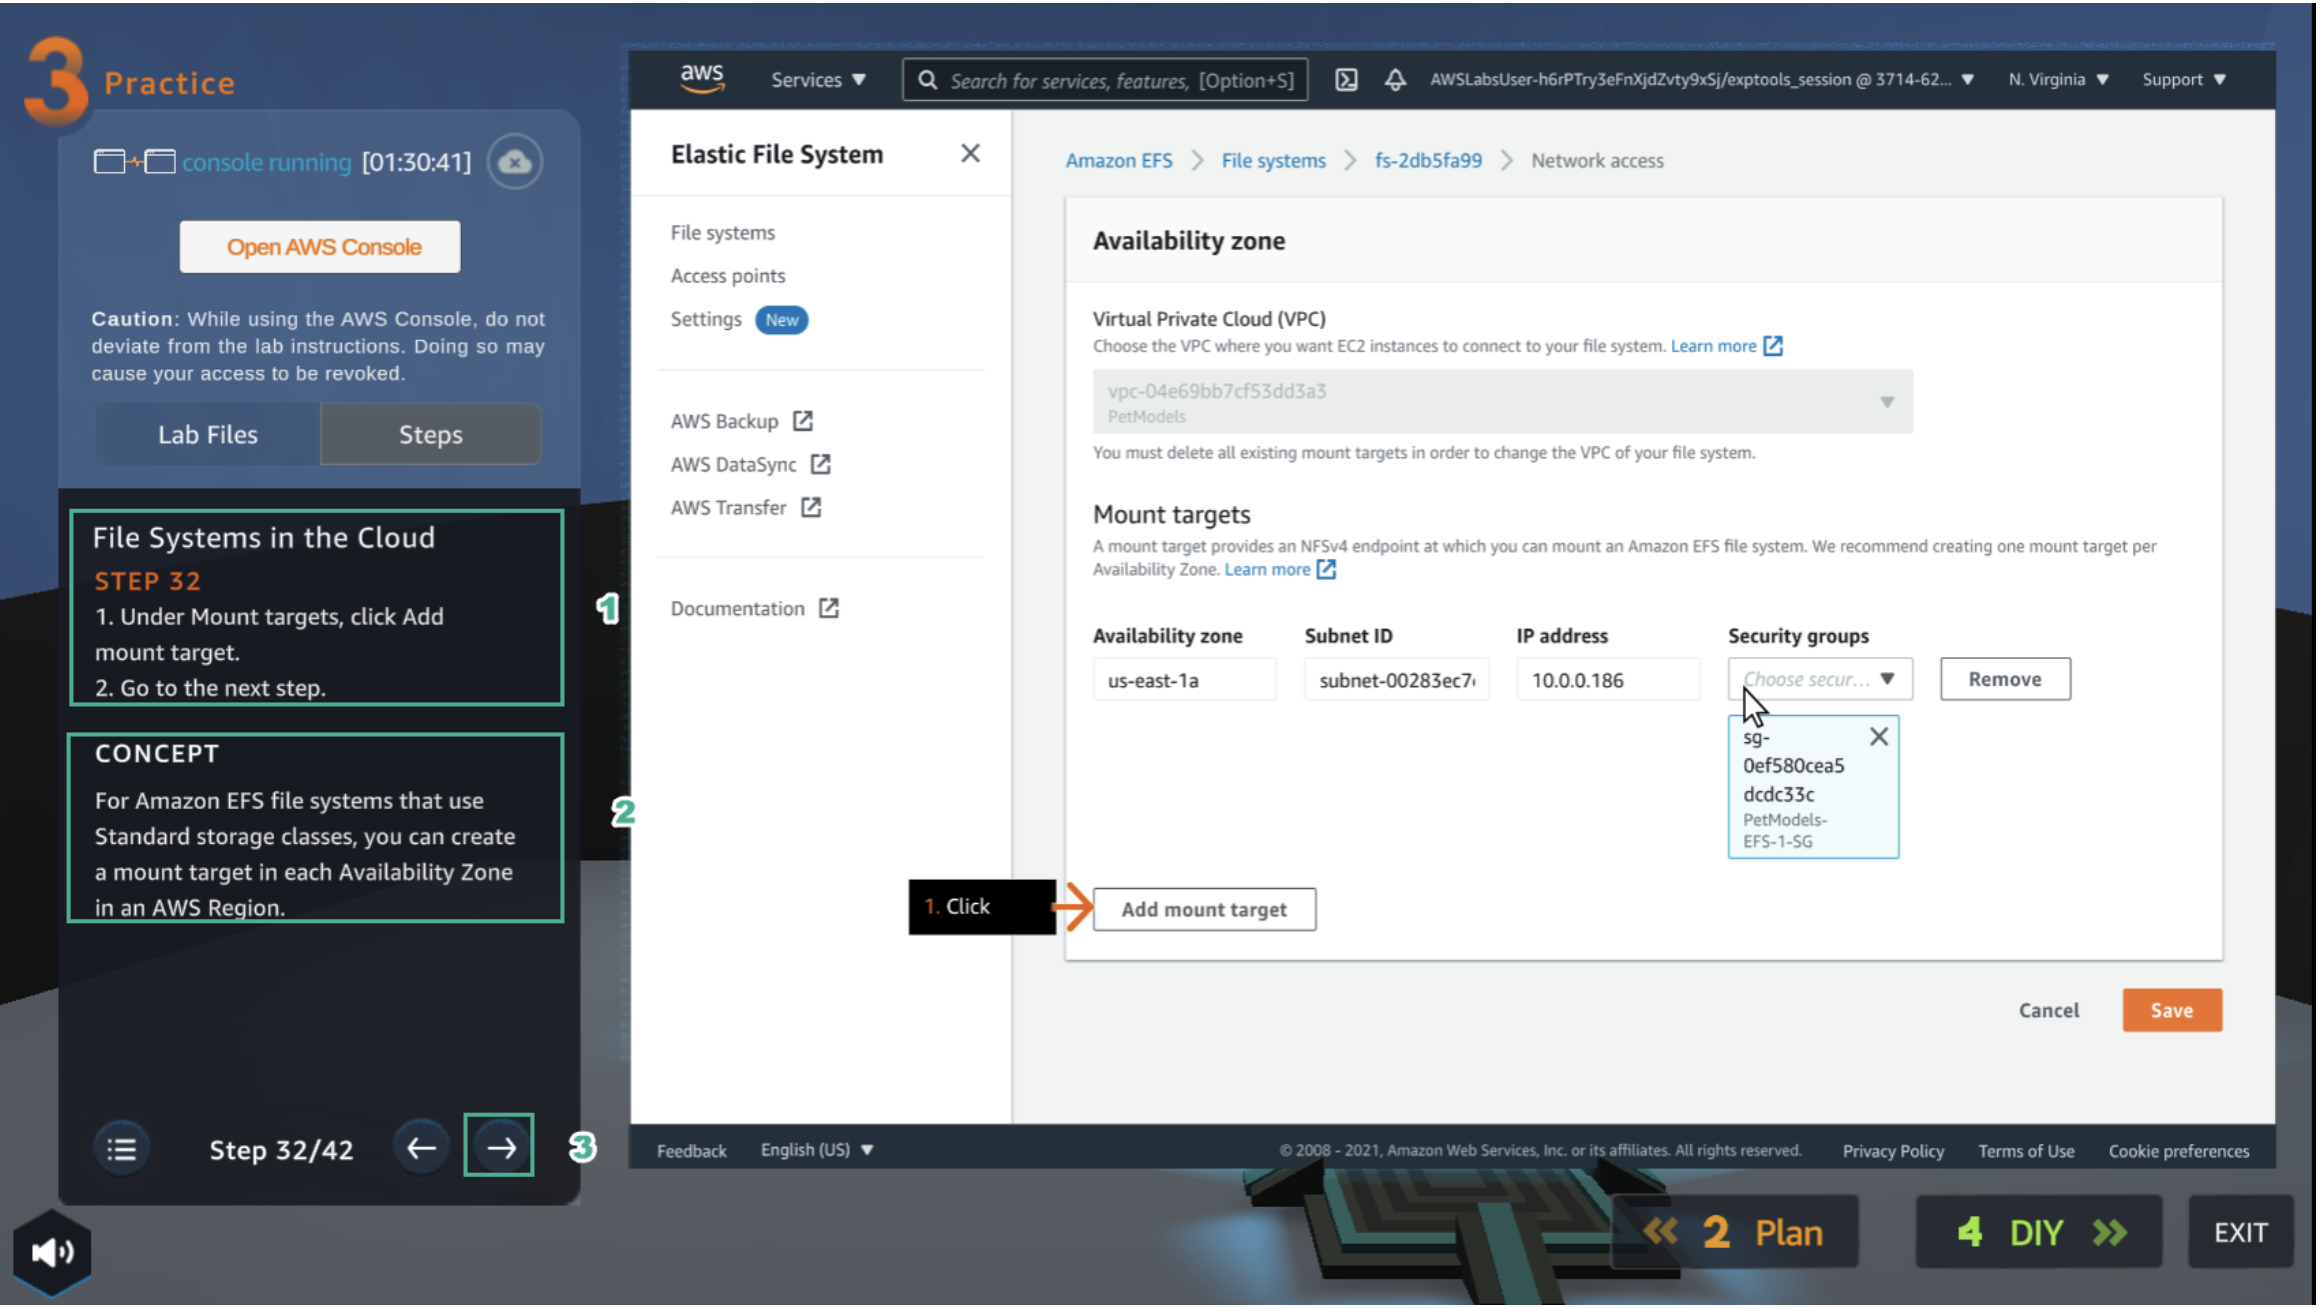 3 Practice
console running [01:30:41]
Open AWS Console
Caution: While using the AWS Console, do not
deviate from the lab instructions. Doing so may
cause your access to be revoked.
Lab Files
Steps
File Systems in the Cloud
STEP 32
1. Under Mount targets, click Add
mount target.
2. Go to the next step.
1
CONCEPT
For Amazon EFS file systems that use
Standard storage classes, you can create
a mount target in each Availability Zone
in an AWS Region.
2
Step 32/42
3
aws
Services
Search for services, features, [Option+S]
AWSLabsUser-h6rPTry3eFnXjdZvty9xSj/exptools_session @ 3714-62...
N. Virginia
Support
Elastic File System
File systems
Access points
Settings New
AWS Backup
AWS DataSync
AWS Transfer
Documentation
Amazon EFS > File systems > fs-2db5fa99 > Network access
Availability zone
Virtual Private Cloud (VPC)
Choose the VPC where you want EC2 instances to connect to your file system. Learn more
vpc-04e69bb7cf53dd3a3
PetModels
You must delete all existing mount targets in order to change the VPC of your file system.
Mount targets
A mount target provides an NFSv4 endpoint at which you can mount an Amazon EFS file system. We recommend creating one mount target per
Availability Zone. Learn more
Availability zone Subnet ID IP address Security groups
us-east-1a subnet-00283ec7 10.0.0.186 Choose secur... Remove
sg-
0ef580cea5
dcdc33c
PetModels-
EFS-1-SG
1. Click
Add mount target
Cancel
Save
Feedback
English (US)
© 2008 - 2021, Amazon Web Services, Inc. or its affiliates. All rights reserved.
Privacy Policy
Terms of Use
Cookie preferences
2 Plan
4 DIY
EXIT